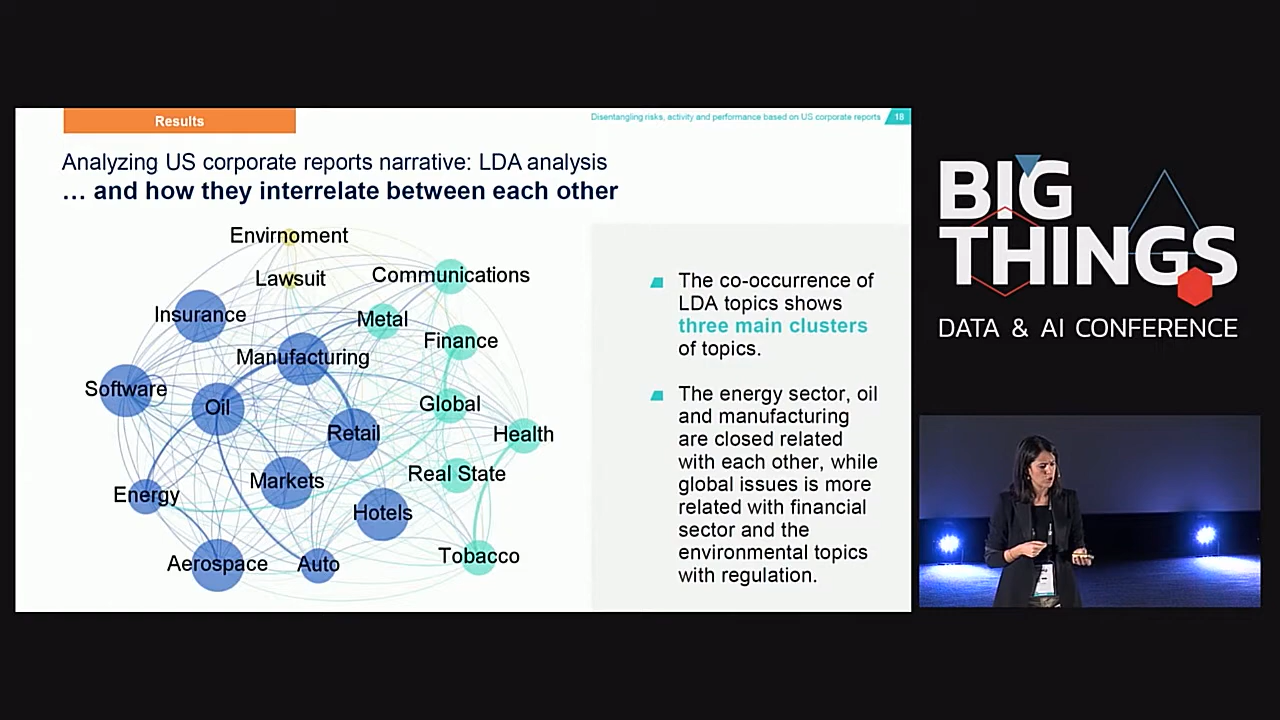 Results
Disentangling risks, activity and performance based on US corporate reports
18
Analyzing US corporate reports narrative: LDA analysis
… and how they interrelate between each other
Envirnoment
Lawsuit
Communications
Insurance
Metal
Finance
Manufacturing
Software
Oil
Global
Retail
Health
Markets
Real State
Energy
Hotels
Aerospace
Auto
Tobacco
The co-occurrence of
LDA topics shows
three main clusters
of topics.
The energy sector, oil
and manufacturing
are closed related
with each other, while
global issues is more
related with financial
sector and the
environmental topics
with regulation.
BIG
THINGS
DATA & AI CONFERENCE